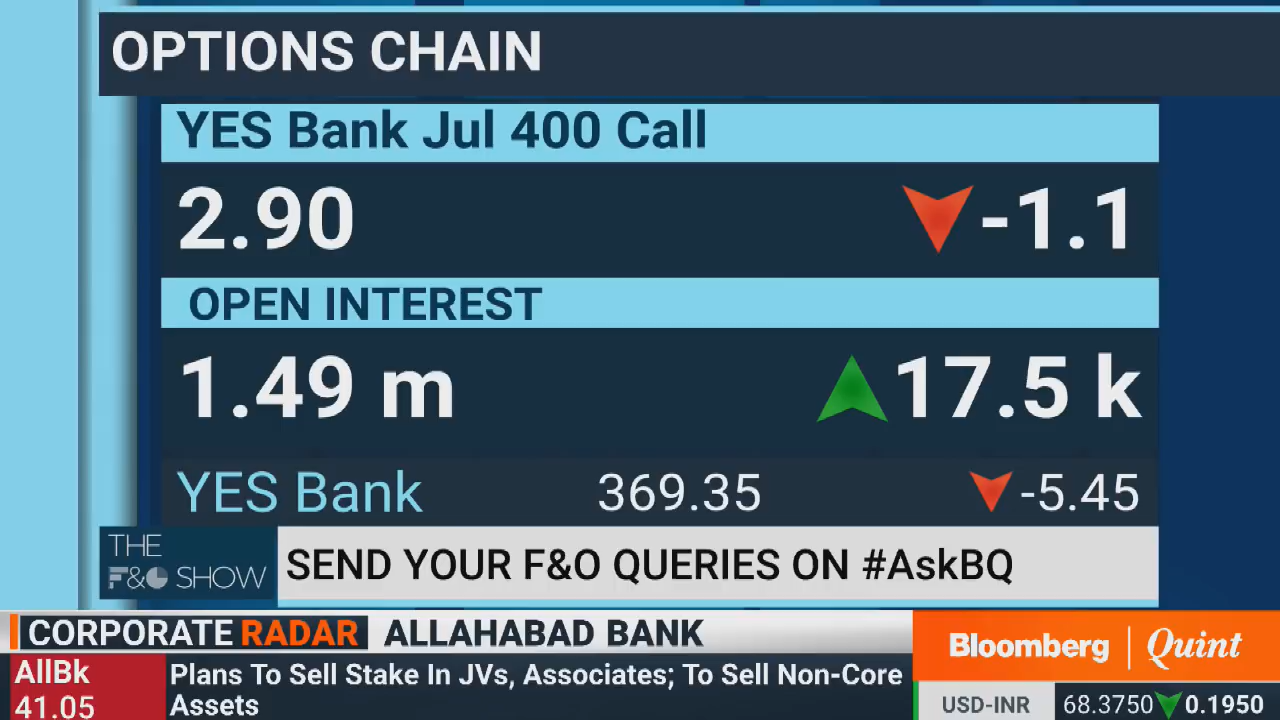 OPTIONS CHAIN
YES Bank Jul 400 Call
2.90 -1.1
OPEN INTEREST
1.49 m 17.5 k
YES Bank 369.35 -5.45
THE
F&O SHOW
SEND YOUR F&O QUERIES ON #AskBQ
CORPORATE RADAR ALLAHABAD BANK
AllBk
41.05
Plans To Sell Stake In JVs, Associates; To Sell Non-Core
Assets
Bloomberg | Quint
USD-INR 68.3750 0.1950